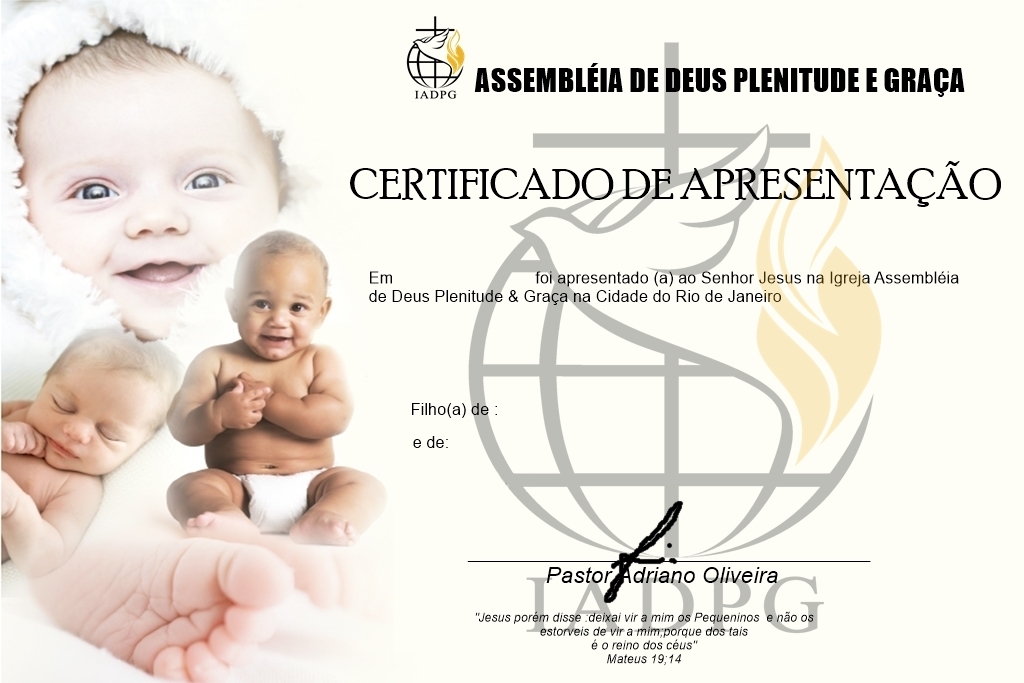 IADPG
ASSEMBLÉIA DE DEUS PLENITUDE E GRAÇA
CERTIFICADO DE APRESENTAÇÃO
Em foi apresentado (a) ao Senhor Jesus na Igreja Assembléia
de Deus Plenitude & Graça na Cidade do Rio de Janeiro
Filho(a) de :
e de:
Pastor Adriano Oliveira
IADPG
"Jesus porém disse :deixai vir a mim os Pequeninos e não os
estorveis de vir a mim;porque dos tais
é o reino dos céus"
Mateus 19;14